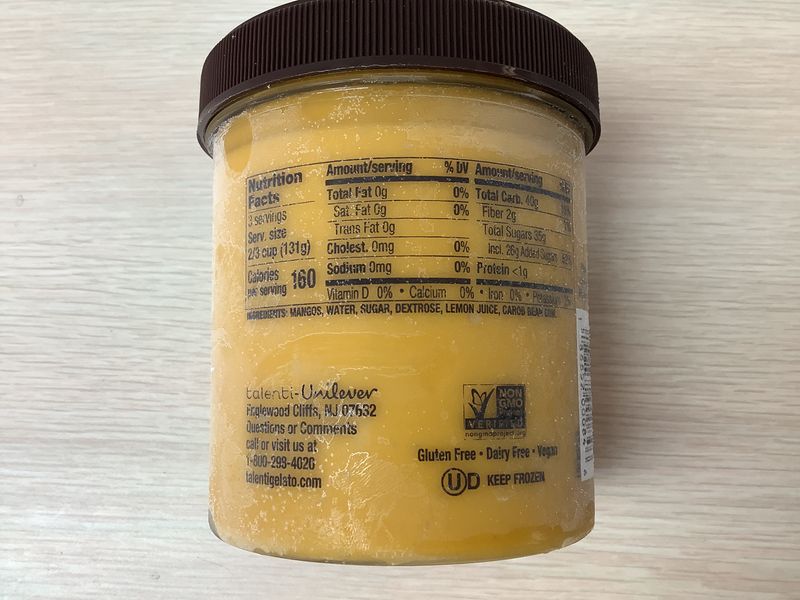 Nutrition
Facts
3 servings
Serv. size
2/3 cup (131g)
Calories
per serving 160
Amount/serving % DV
Total Fat 0g 0%
Sat. Fat 0g 0%
Trans Fat 0g
Cholest. 0mg 0%
Sodium 0mg 0%
Amount/serving
Total Carb. 40g
Fiber 2g
Total Sugars 35g
Incl. 26g Added Sugars
Protein <1g
Vitamin D 0% • Calcium 0% • Iron 0% •
INGREDIENTS: MANGOS, WATER, SUGAR, DEXTROSE, LEMON JUICE, CAROB BEAN GUM.
talenti-Unilever
Englewood Cliffs, NJ 07632
Questions or Comments
call or visit us at
1-800-299-4026
talentigelato.com
NON
GMO
VERIFIED
nongmoproject.org
Gluten Free • Dairy Free • Vegan
UD KEEP FROZEN